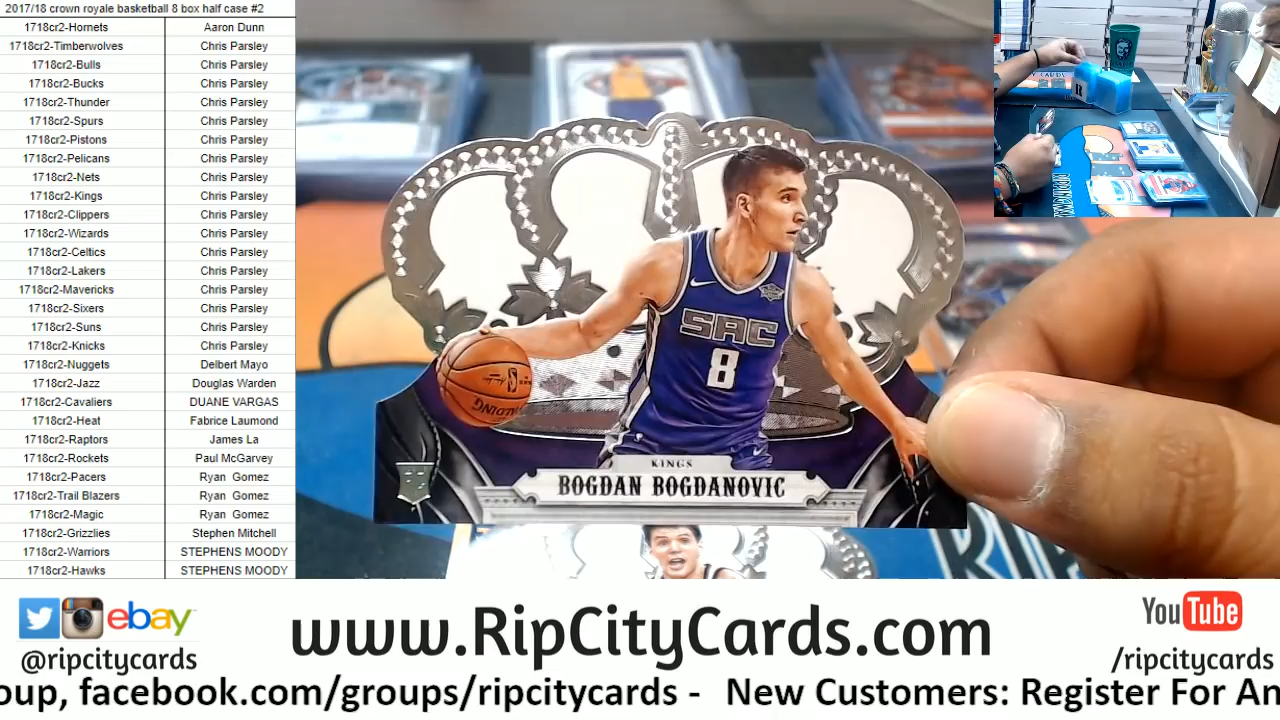 2017/18 crown royale basketball 8 box half case #2
1718cr2-Hornets Aaron Dunn
1718cr2-Timberwolves Chris Parsley
1718cr2-Bulls Chris Parsley
1718cr2-Bucks Chris Parsley
1718cr2-Thunder Chris Parsley
1718cr2-Spurs Chris Parsley
1718cr2-Pistons Chris Parsley
1718cr2-Pelicans Chris Parsley
1718cr2-Nets Chris Parsley
1718cr2-Kings Chris Parsley
1718cr2-Clippers Chris Parsley
1718cr2-Wizards Chris Parsley
1718cr2-Celtics Chris Parsley
1718cr2-Lakers Chris Parsley
1718cr2-Mavericks Chris Parsley
1718cr2-Sixers Chris Parsley
1718cr2-Suns Chris Parsley
1718cr2-Knicks Chris Parsley
1718cr2-Nuggets Delbert Mayo
1718cr2-Jazz Douglas Warden
1718cr2-Cavaliers DUANE VARGAS
1718cr2-Heat Fabrice Laumond
1718cr2-Raptors James La
1718cr2-Rockets Paul McGarvey
1718cr2-Pacers Ryan Gomez
1718cr2-Trail Blazers Ryan Gomez
1718cr2-Magic Ryan Gomez
1718cr2-Grizzlies Stephen Mitchell
1718cr2-Warriors STEPHENS MOODY
1718cr2-Hawks STEPHENS MOODY
SAC
8
SPALDING
KINGS
BOGDAN BOGDANOVIC
RIP
ebay
@ripcitycards
www.RipCityCards.com
YouTube
/ripcitycards
oup, facebook.com/groups/ripcitycards - New Customers: Register For An